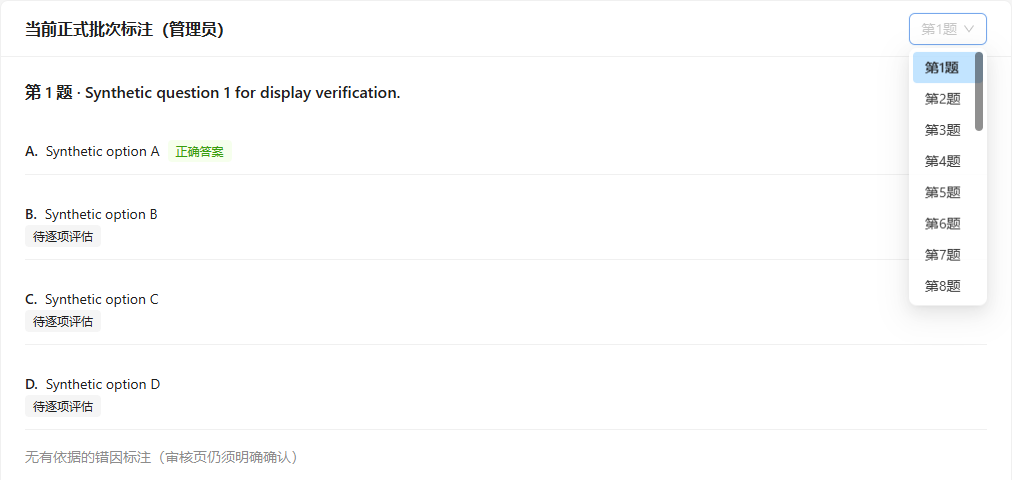 当前正式批次标注（管理员）
第1题
第1题
第2题
第3题
第4题
第5题
第6题
第7题
第8题
第 1 题 · Synthetic question 1 for display verification.
A. Synthetic option A 正确答案
B. Synthetic option B
待逐项评估
C. Synthetic option C
待逐项评估
D. Synthetic option D
待逐项评估
无有依据的错因标注（审核页仍须明确确认）